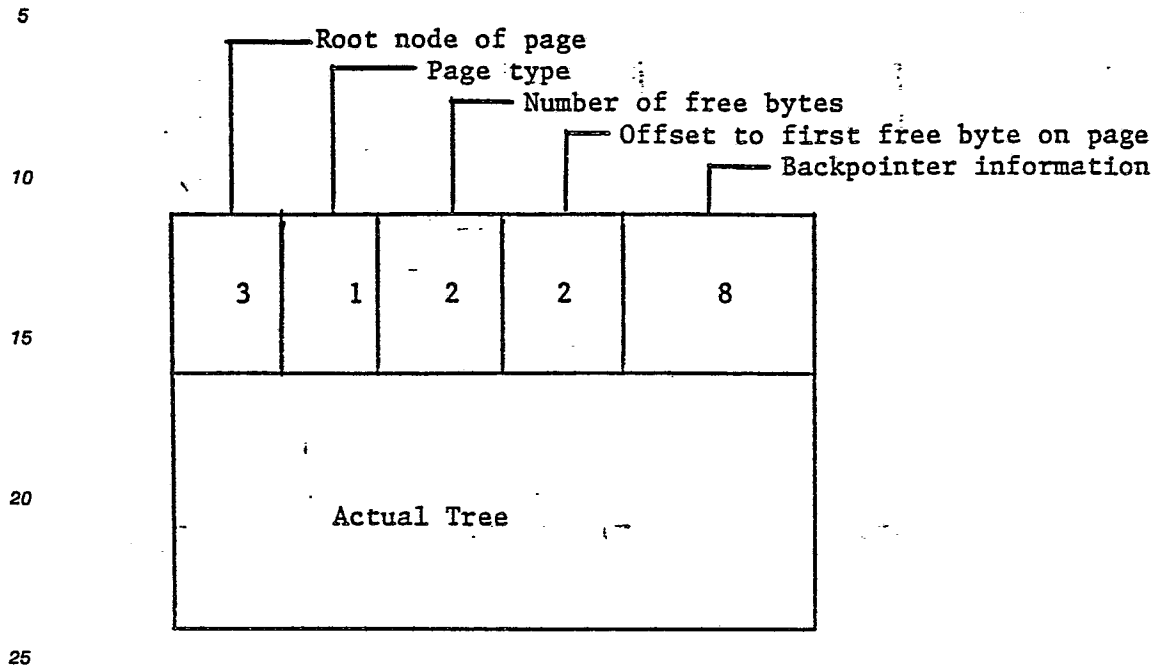 5
Root node of page
Page type
Number of free bytes
Offset to first free byte on page
Backpointer information
10
3 1 2 2 8
15
20
Actual Tree
25